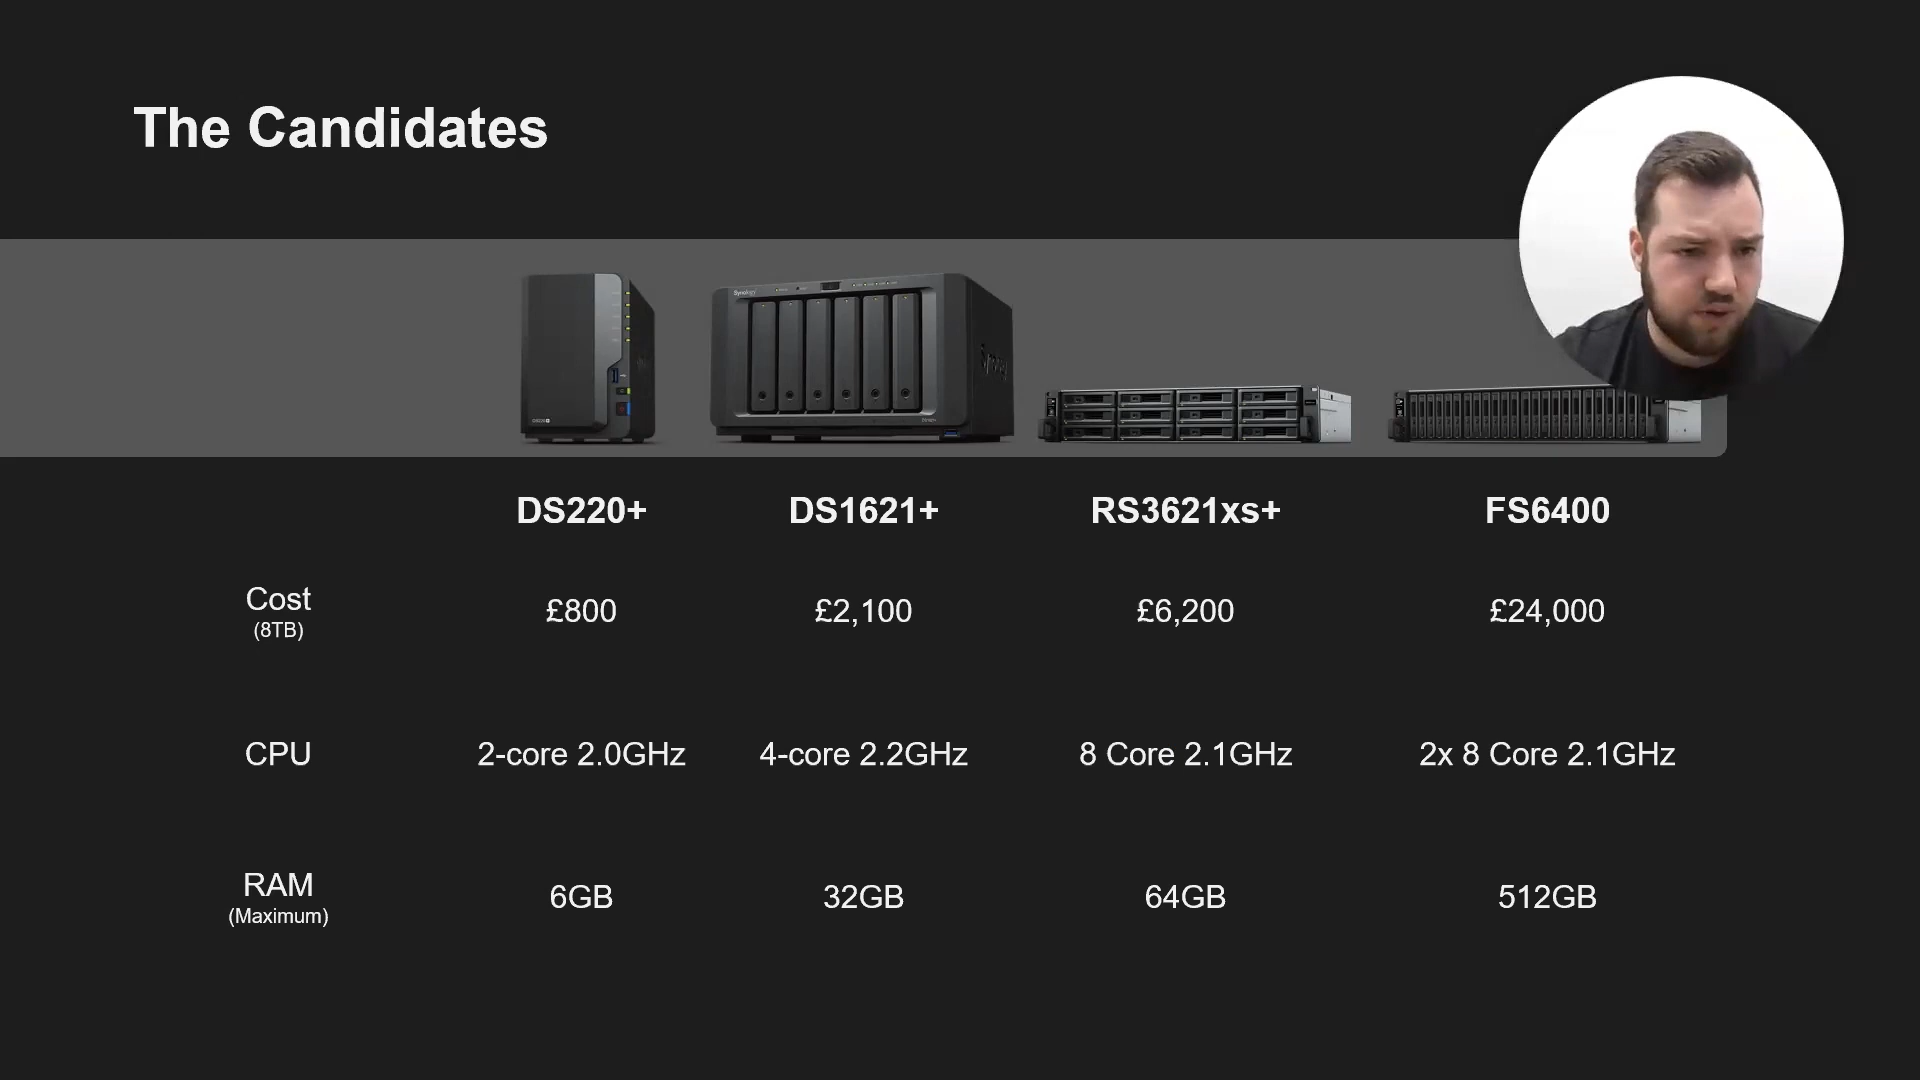 The Candidates
Synology
DS220+ DS1621+ RS3621xs+ FS6400
Cost
(8TB)
£800 £2,100 £6,200 £24,000
CPU 2-core 2.0GHz 4-core 2.2GHz 8 Core 2.1GHz 2x 8 Core 2.1GHz
RAM
(Maximum)
6GB 32GB 64GB 512GB